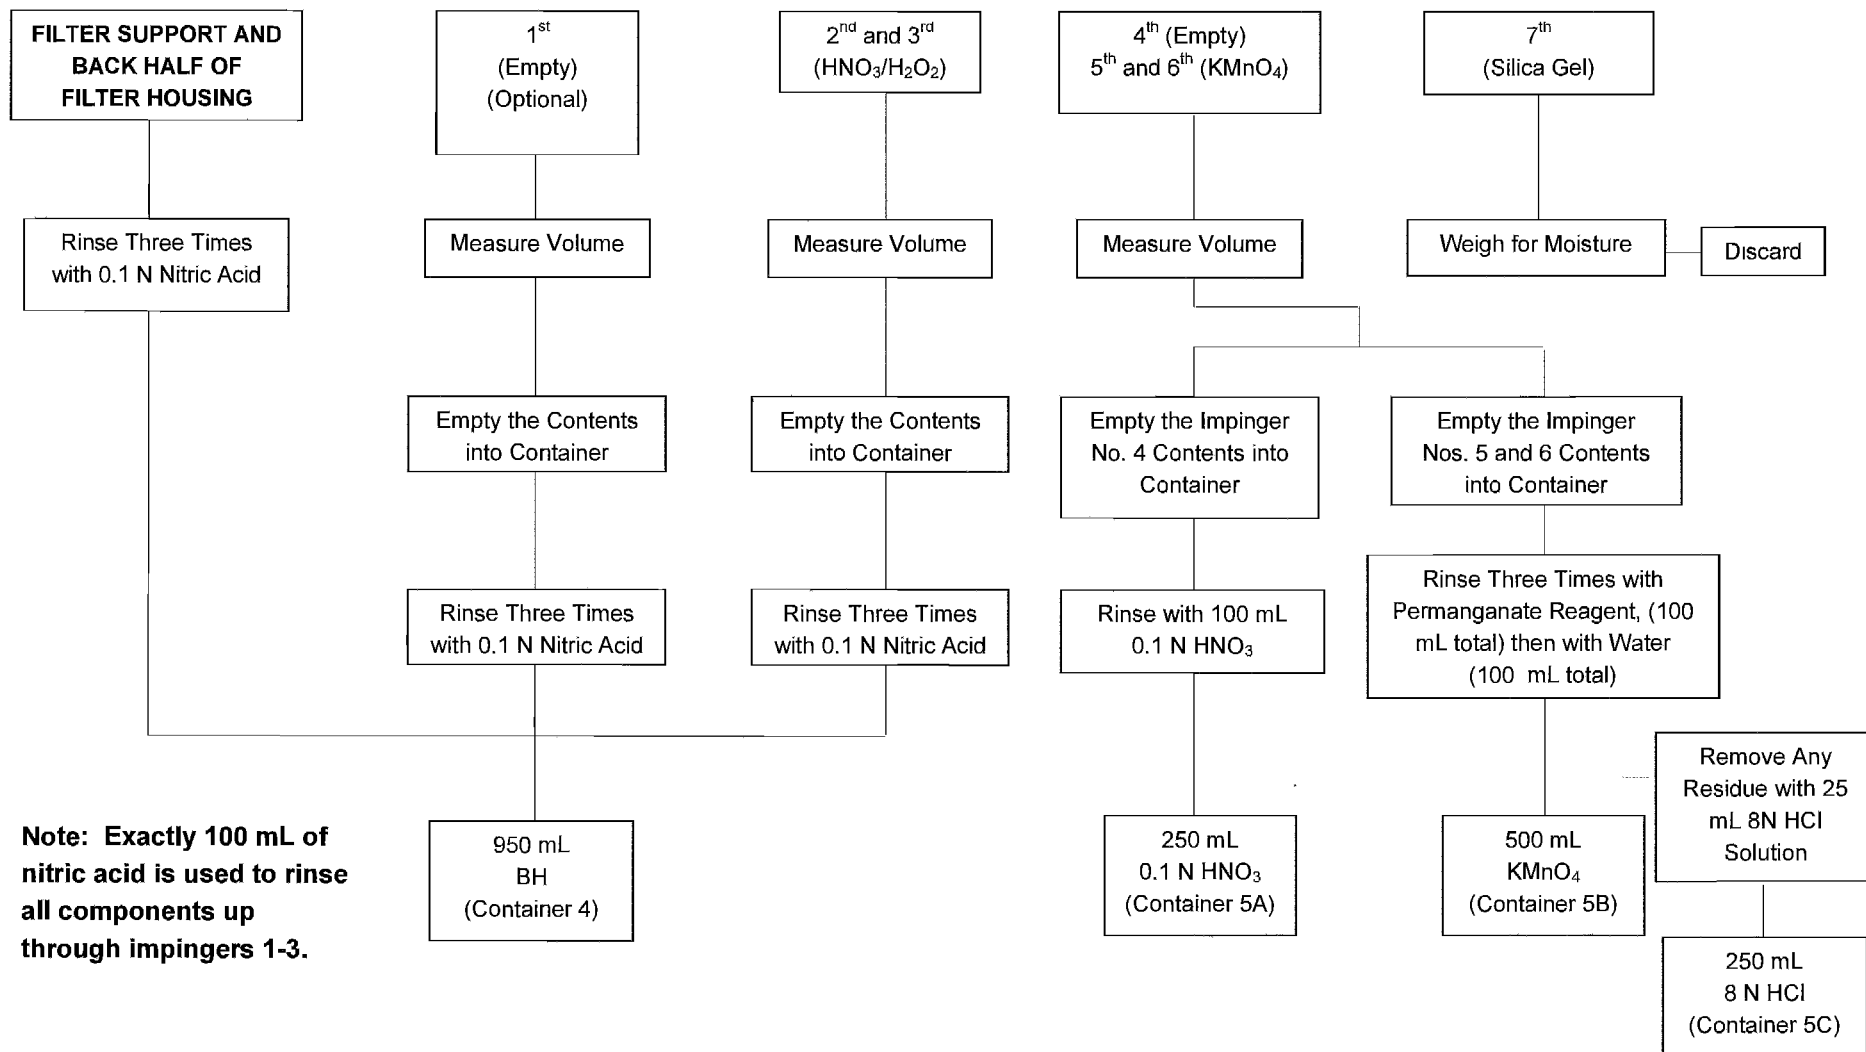 FILTER SUPPORT AND
BACK HALF OF
FILTER HOUSING
Rinse Three Times
with 0.1 N Nitric Acid
1st
(Empty)
(Optional)
Measure Volume
Empty the Contents
into Container
Rinse Three Times
with 0.1 N Nitric Acid
2nd and 3rd
(HNO3/H2O2)
Measure Volume
Empty the Contents
into Container
Rinse Three Times
with 0.1 N Nitric Acid
950 mL
BH
(Container 4)
4th (Empty)
5th and 6th (KMnO4)
Measure Volume
Empty the Impinger
No. 4 Contents into
Container
Rinse with 100 mL
0.1 N HNO3
250 mL
0.1 N HNO3
(Container 5A)
Empty the Impinger
Nos. 5 and 6 Contents
into Container
Rinse Three Times with
Permanganate Reagent, (100
mL total) then with Water
(100 mL total)
500 mL
KMnO4
(Container 5B)
Remove Any
Residue with 25
mL 8N HCl
Solution
250 mL
8 N HCl
(Container 5C)
7th
(Silica Gel)
Weigh for Moisture
Discard
Note: Exactly 100 mL of
nitric acid is used to rinse
all components up
through impingers 1-3.